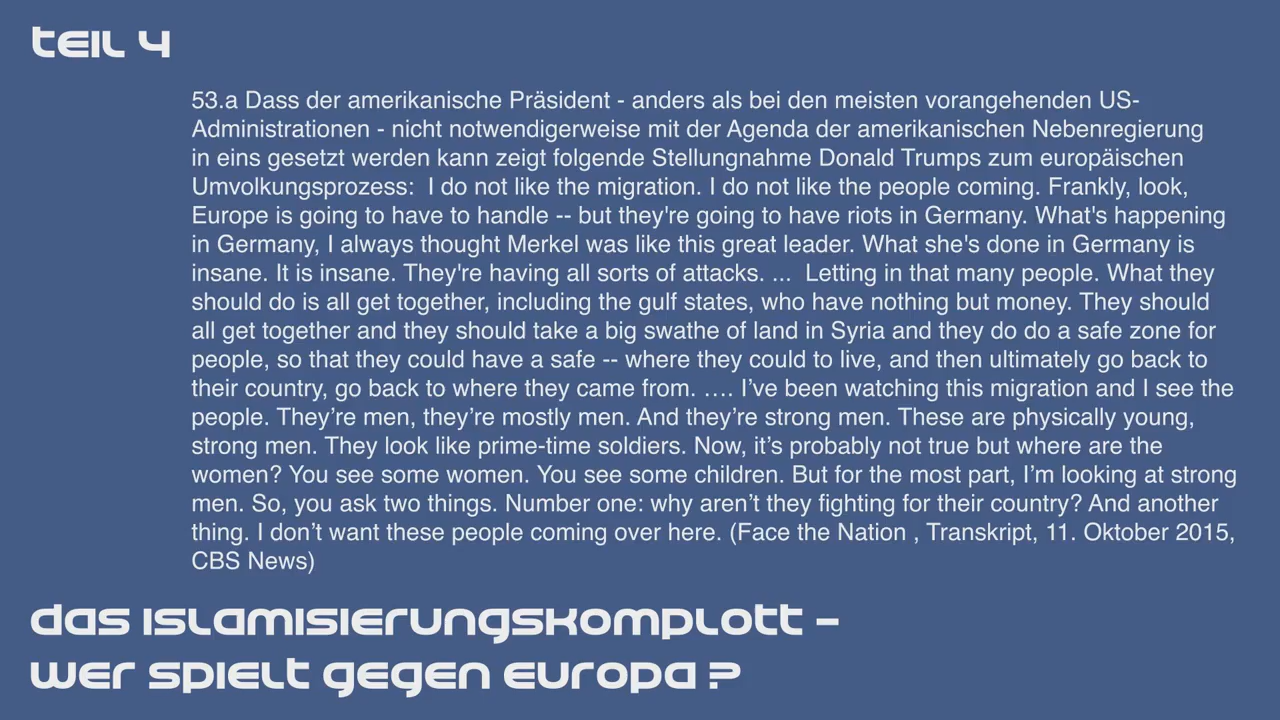 TEIL 4
53.a Dass der amerikanische Präsident - anders als bei den meisten vorangehenden US-
Administrationen - nicht notwendigerweise mit der Agenda der amerikanischen Nebenregierung
in eins gesetzt werden kann zeigt folgende Stellungnahme Donald Trumps zum europäischen
Umvolkungsprozess:  I do not like the migration. I do not like the people coming. Frankly, look,
Europe is going to have to handle -- but they're going to have riots in Germany. What's happening
in Germany, I always thought Merkel was like this great leader. What she's done in Germany is
insane. It is insane. They're having all sorts of attacks. ...  Letting in that many people. What they
should do is all get together, including the gulf states, who have nothing but money. They should
all get together and they should take a big swathe of land in Syria and they do do a safe zone for
people, so that they could have a safe -- where they could to live, and then ultimately go back to
their country, go back to where they came from. …. I’ve been watching this migration and I see the
people. They’re men, they’re mostly men. And they’re strong men. These are physically young,
strong men. They look like prime-time soldiers. Now, it’s probably not true but where are the
women? You see some women. You see some children. But for the most part, I’m looking at strong
men. So, you ask two things. Number one: why aren’t they fighting for their country? And another
thing. I don’t want these people coming over here. (Face the Nation , Transkript, 11. Oktober 2015,
CBS News)
das Islamisierungskomplott –
wer spielt gegen Europa ?